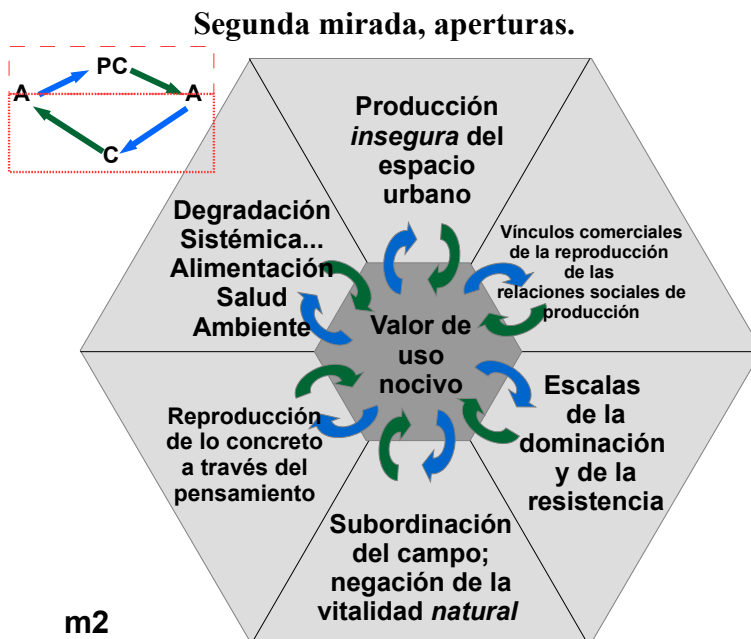 Segunda mirada, aperturas.
PC
A
A
C
Producción
insegura del
espacio
urbano
Degradación
Sistémica...
Alimentación
Salud
Ambiente
Vínculos comerciales
de la reproducción
de las
relaciones sociales de
producción
Valor de
uso
nocivo
Reproducción
de lo concreto
a través del
pensamiento
Escalas
de la
dominación
y de la
resistencia
Subordinación
del campo;
negación de la
vitalidad natural
m2